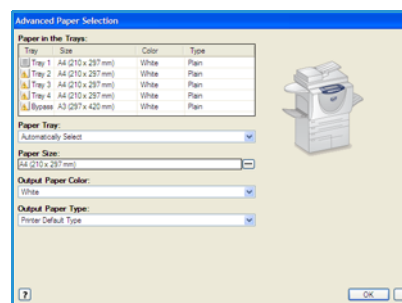 Advanced Paper Selection
Paper in the Trays:
Tray Size Color Type
Tray 1 A4 (210 x 297 mm) White Plain
Tray 2 A4 (210 x 297 mm) White Plain
Tray 3 A4 (210 x 297 mm) White Plain
Tray 4 A4 (210 x 297 mm) White Plain
Bypass A3 (297 x 420 mm) White Plain
Paper Tray:
Automatically Select
Paper Size:
A4 (210 x 297 mm)
Output Paper Color:
White
Output Paper Type:
Printer Default Type
? OK